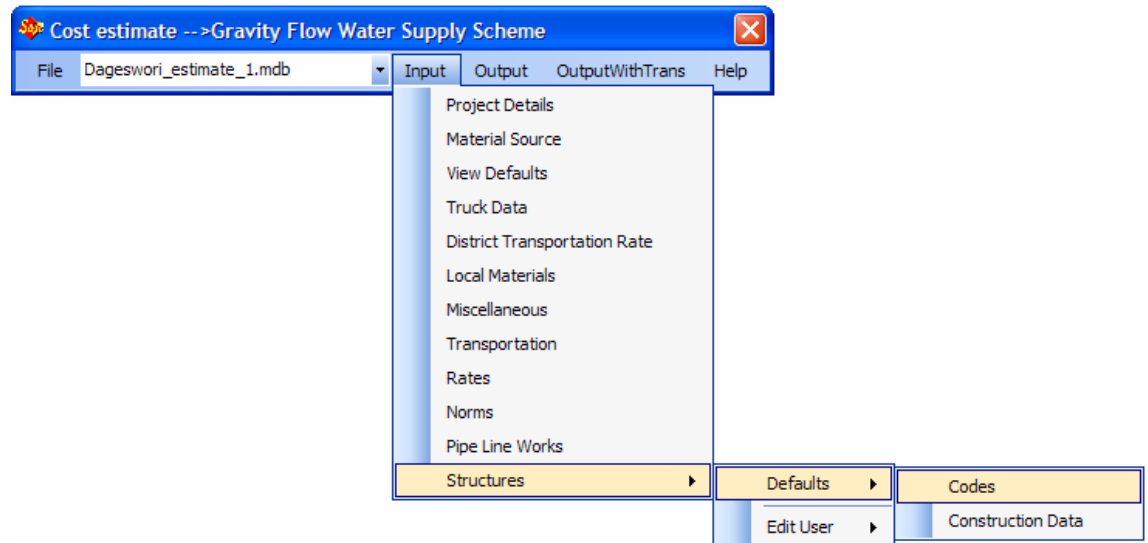 Cost estimate -->Gravity Flow Water Supply Scheme
File Dageswori_estimate_1.mdb Input Output OutputWithTrans Help
Project Details
Material Source
View Defaults
Truck Data
District Transportation Rate
Local Materials
Miscellaneous
Transportation
Rates
Norms
Pipe Line Works
Structures Defaults Codes
Edit User Construction Data